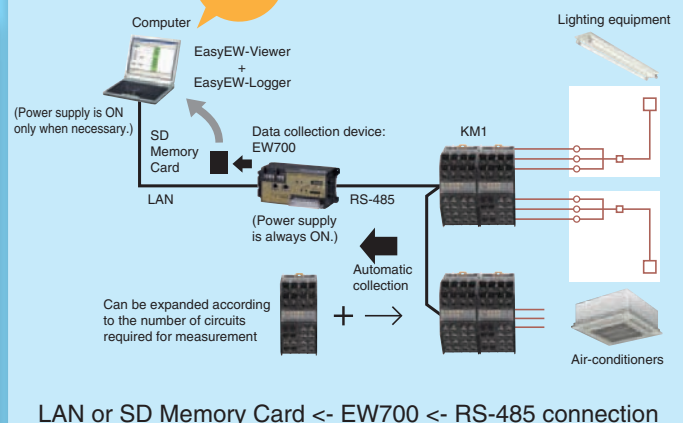 Computer
Lighting equipment
EasyEW-Viewer
+
EasyEW-Logger
(Power supply is ON
only when necessary.)
SD
Memory
Card
Data collection device:
EW700
KM1
LAN
RS-485
(Power supply
is always ON.)
Automatic
collection
Can be expanded according
to the number of circuits
required for measurement
+
Air-conditioners
LAN or SD Memory Card <- EW700 <- RS-485 connection